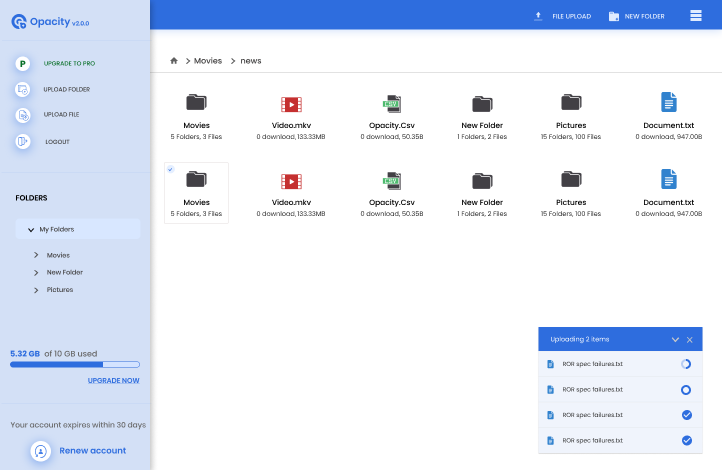 Opacity v2.0.0
FILE UPLOAD
NEW FOLDER
P UPGRADE TO PRO
UPLOAD FOLDER
UPLOAD FILE
LOGOUT
FOLDERS
My Folders
Movies
New Folder
Pictures
5.32 GB of 10 GB used
UPGRADE NOW
Your account expires within 30 days
Renew account
Movies > news
Movies
5 Folders, 3 Files
Video.mkv
0 download, 133.33MB
CSV
Opacity.Csv
0 download, 50.35B
New Folder
1 Folders, 2 Files
Pictures
15 Folders, 100 Files
Document.txt
0 download, 947.00B
Movies
5 Folders, 3 Files
Video.mkv
0 download, 133.33MB
CSV
Opacity.Csv
0 download, 50.35B
New Folder
1 Folders, 2 Files
Pictures
15 Folders, 100 Files
Document.txt
0 download, 947.00B
Uploading 2 items
ROR spec failures.txt
ROR spec failures.txt
ROR spec failures.txt
ROR spec failures.txt